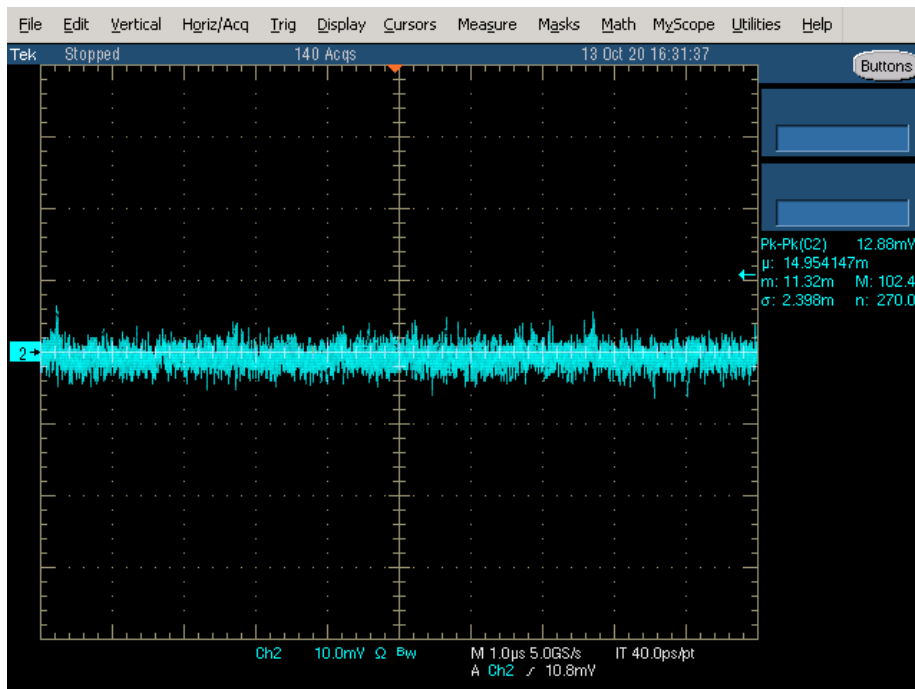 File Edit Vertical Horiz/Acq Trig Display Cursors Measure Masks Math MyScope Utilities Help
Tek Stopped 140 Acqs 13 Oct 20 16:31:37
Buttons
Pk-Pk(C2) 12.88mV
µ: 14.954147m
m: 11.32m M: 102.4
σ: 2.398m n: 270.0
2
Ch2 10.0mV Ω Bw M 1.0µs 5.0GS/s IT 40.0ps/pt
A Ch2 ∕ 10.8mV